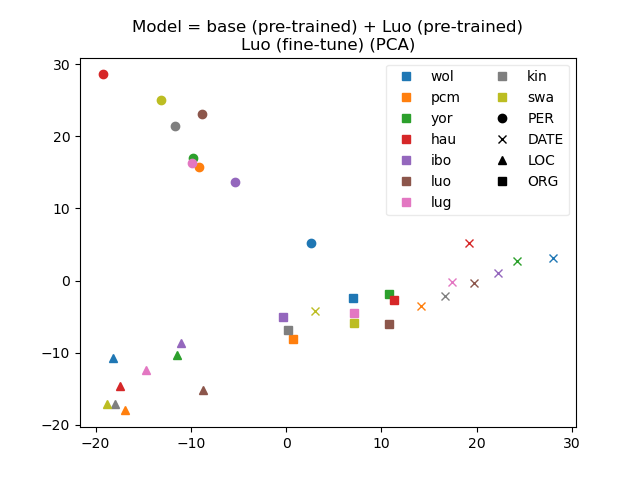 Model = base (pre-trained) + Luo (pre-trained)
Luo (fine-tune) (PCA)
30
20
10
0
−10
−20
−20
−10
0
10
20
30
wol
pcm
yor
hau
ibo
luo
lug
kin
swa
PER
DATE
LOC
ORG